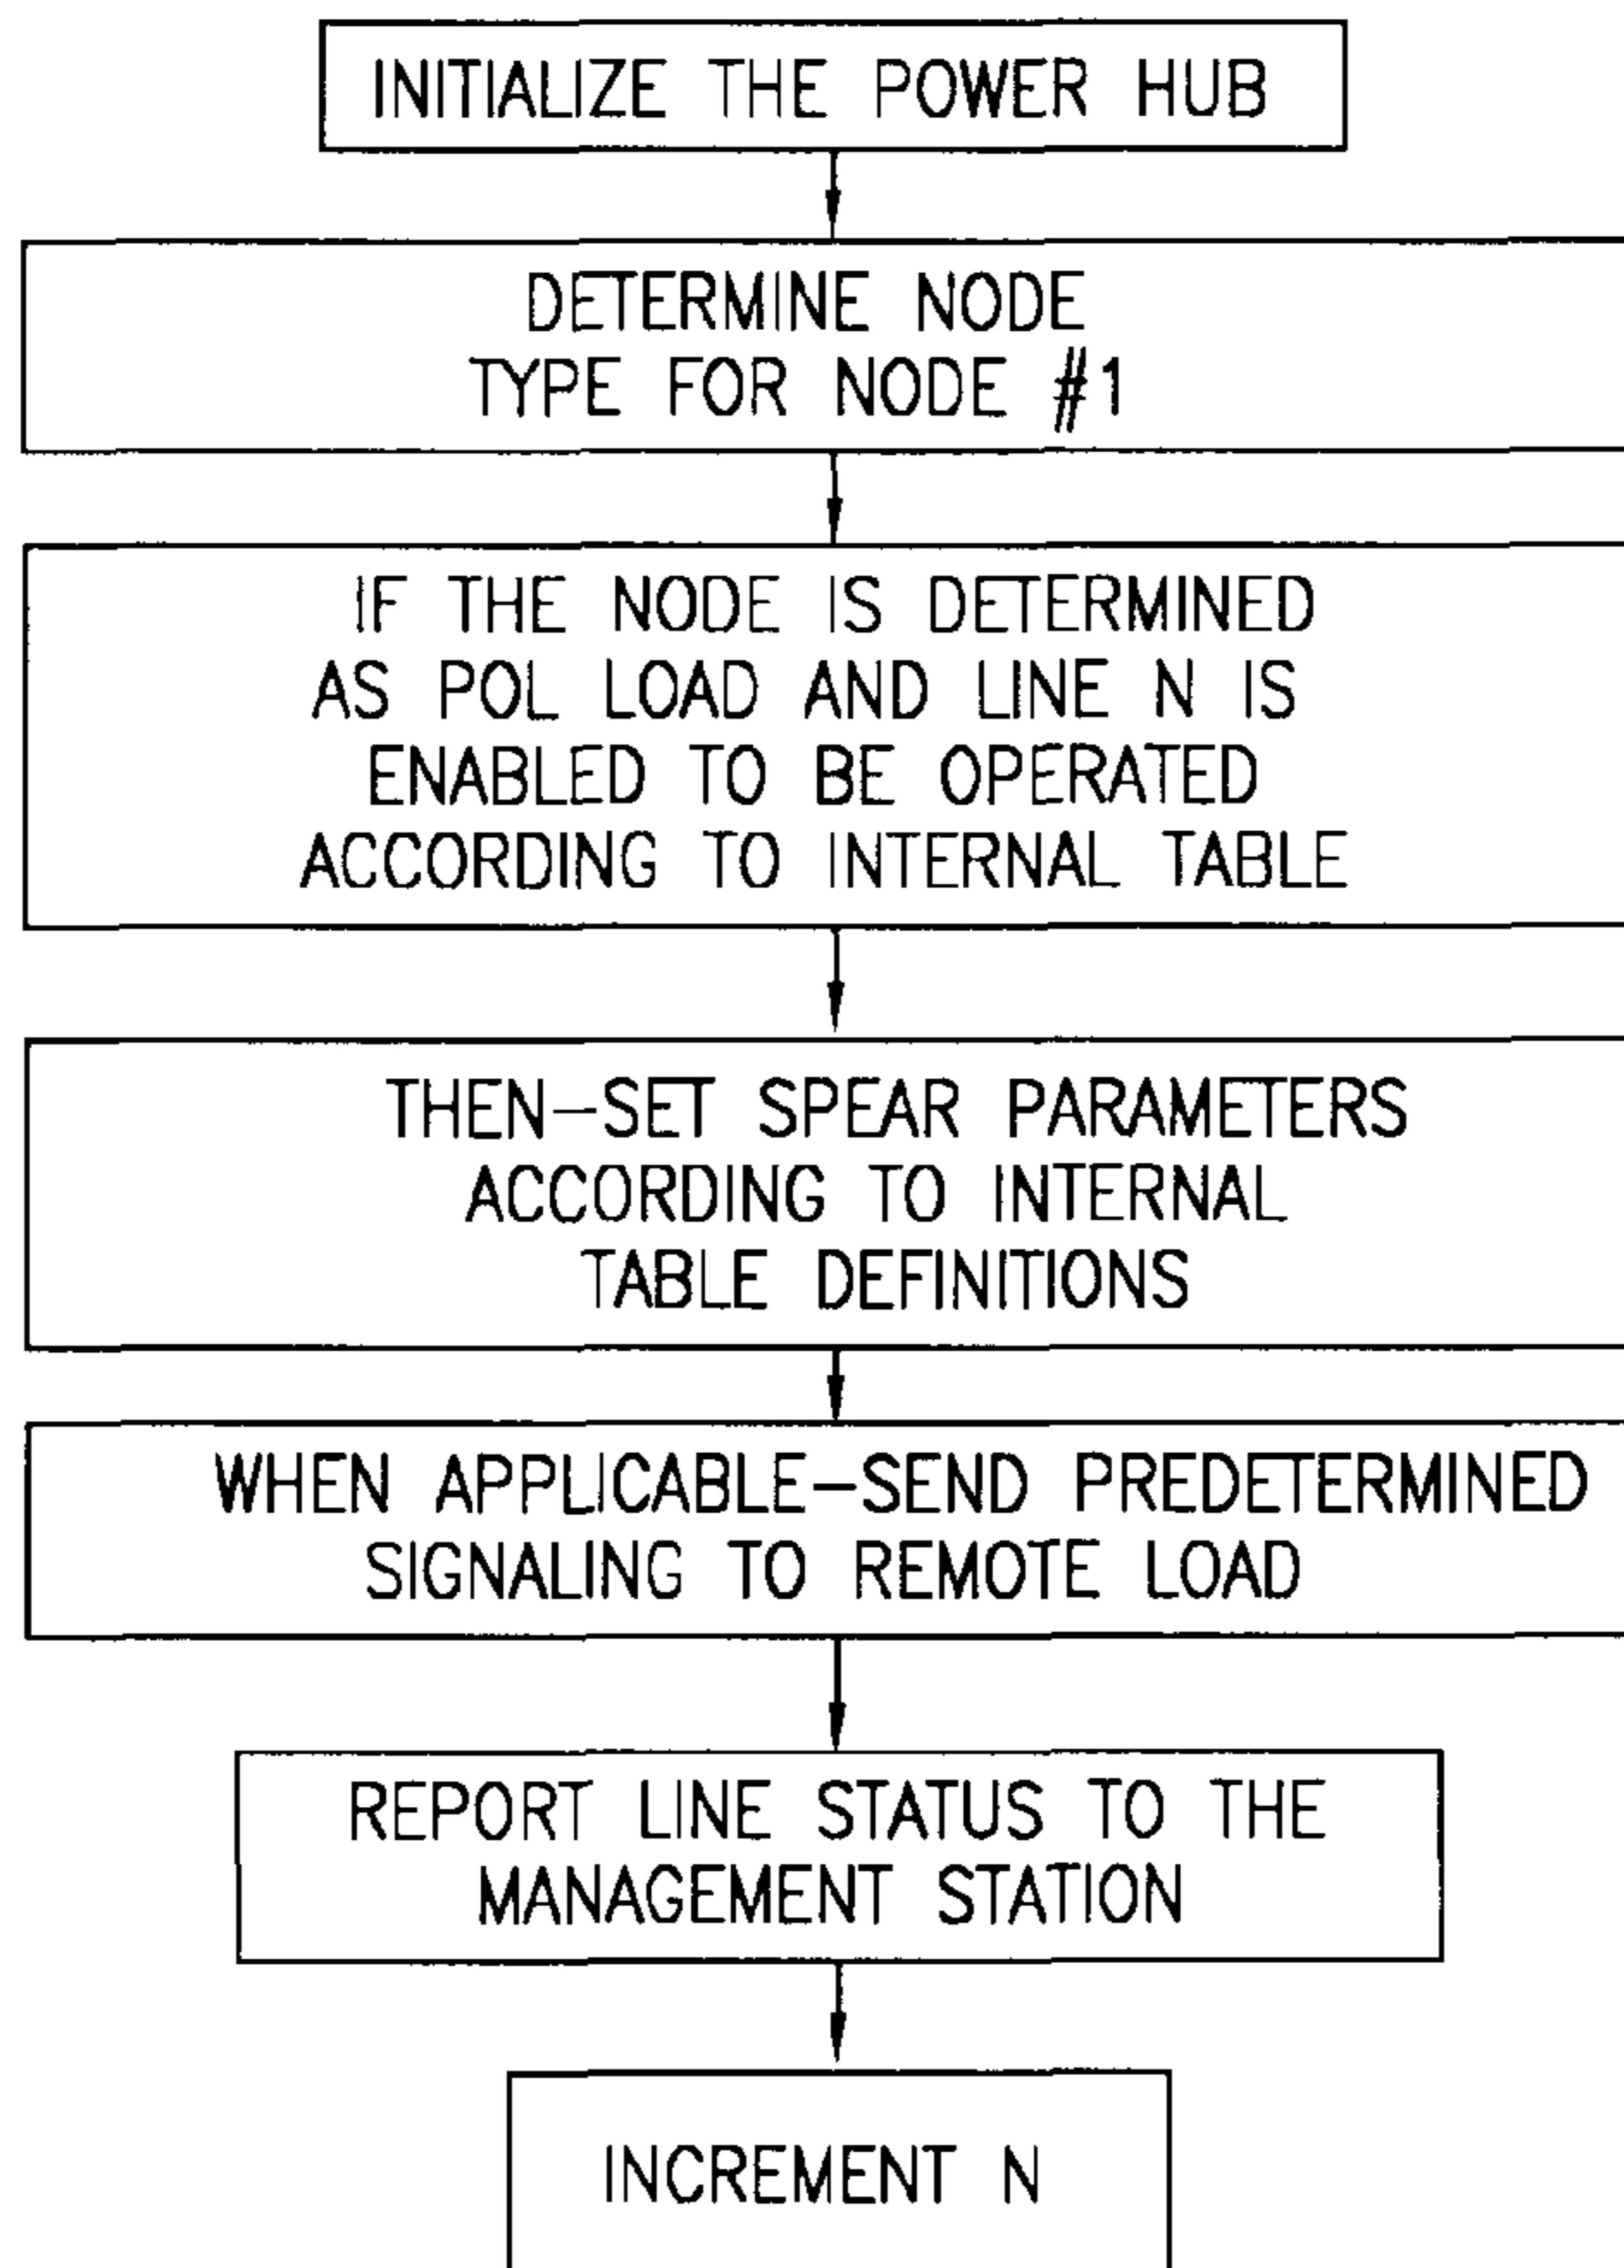 INITIALIZE THE POWER HUB
DETERMINE NODE
TYPE FOR NODE #1
IF THE NODE IS DETERMINED
AS POL LOAD AND LINE N IS
ENABLED TO BE OPERATED
ACCORDING TO INTERNAL TABLE
THEN-SET SPEAR PARAMETERS
ACCORDING TO INTERNAL
TABLE DEFINITIONS
WHEN APPLICABLE-SEND PREDETERMINED
SIGNALING TO REMOTE LOAD
REPORT LINE STATUS TO THE
MANAGEMENT STATION
INCREMENT N